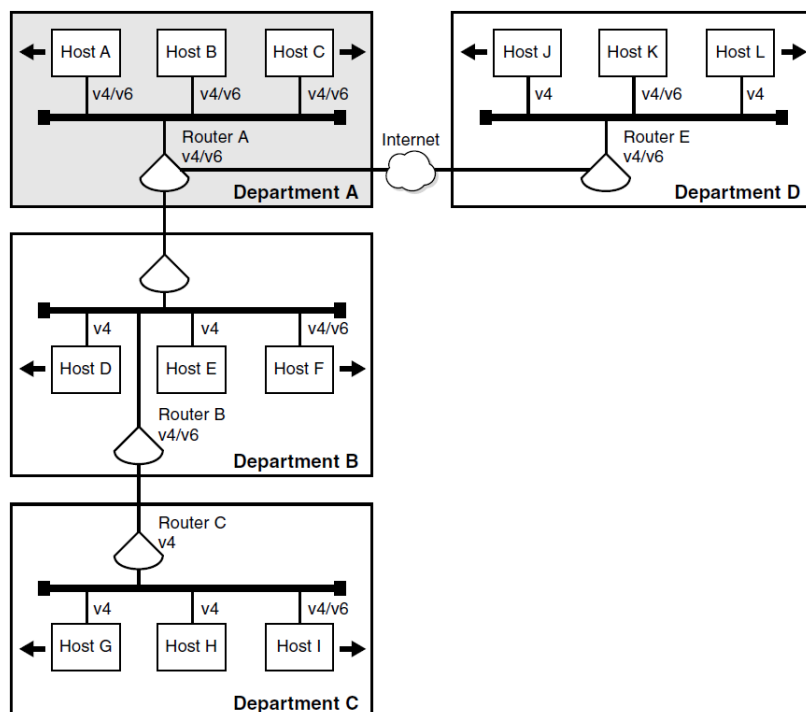 Host A
Host B
Host C
v4/v6
v4/v6
v4/v6
Router A
v4/v6
Department A
Internet
Host J
Host K
Host L
v4
v4/v6
v4
Router E
v4/v6
Department D
v4
v4
v4/v6
Host D
Host E
Host F
Router B
v4/v6
Department B
Router C
v4
v4
v4
v4/v6
Host G
Host H
Host I
Department C